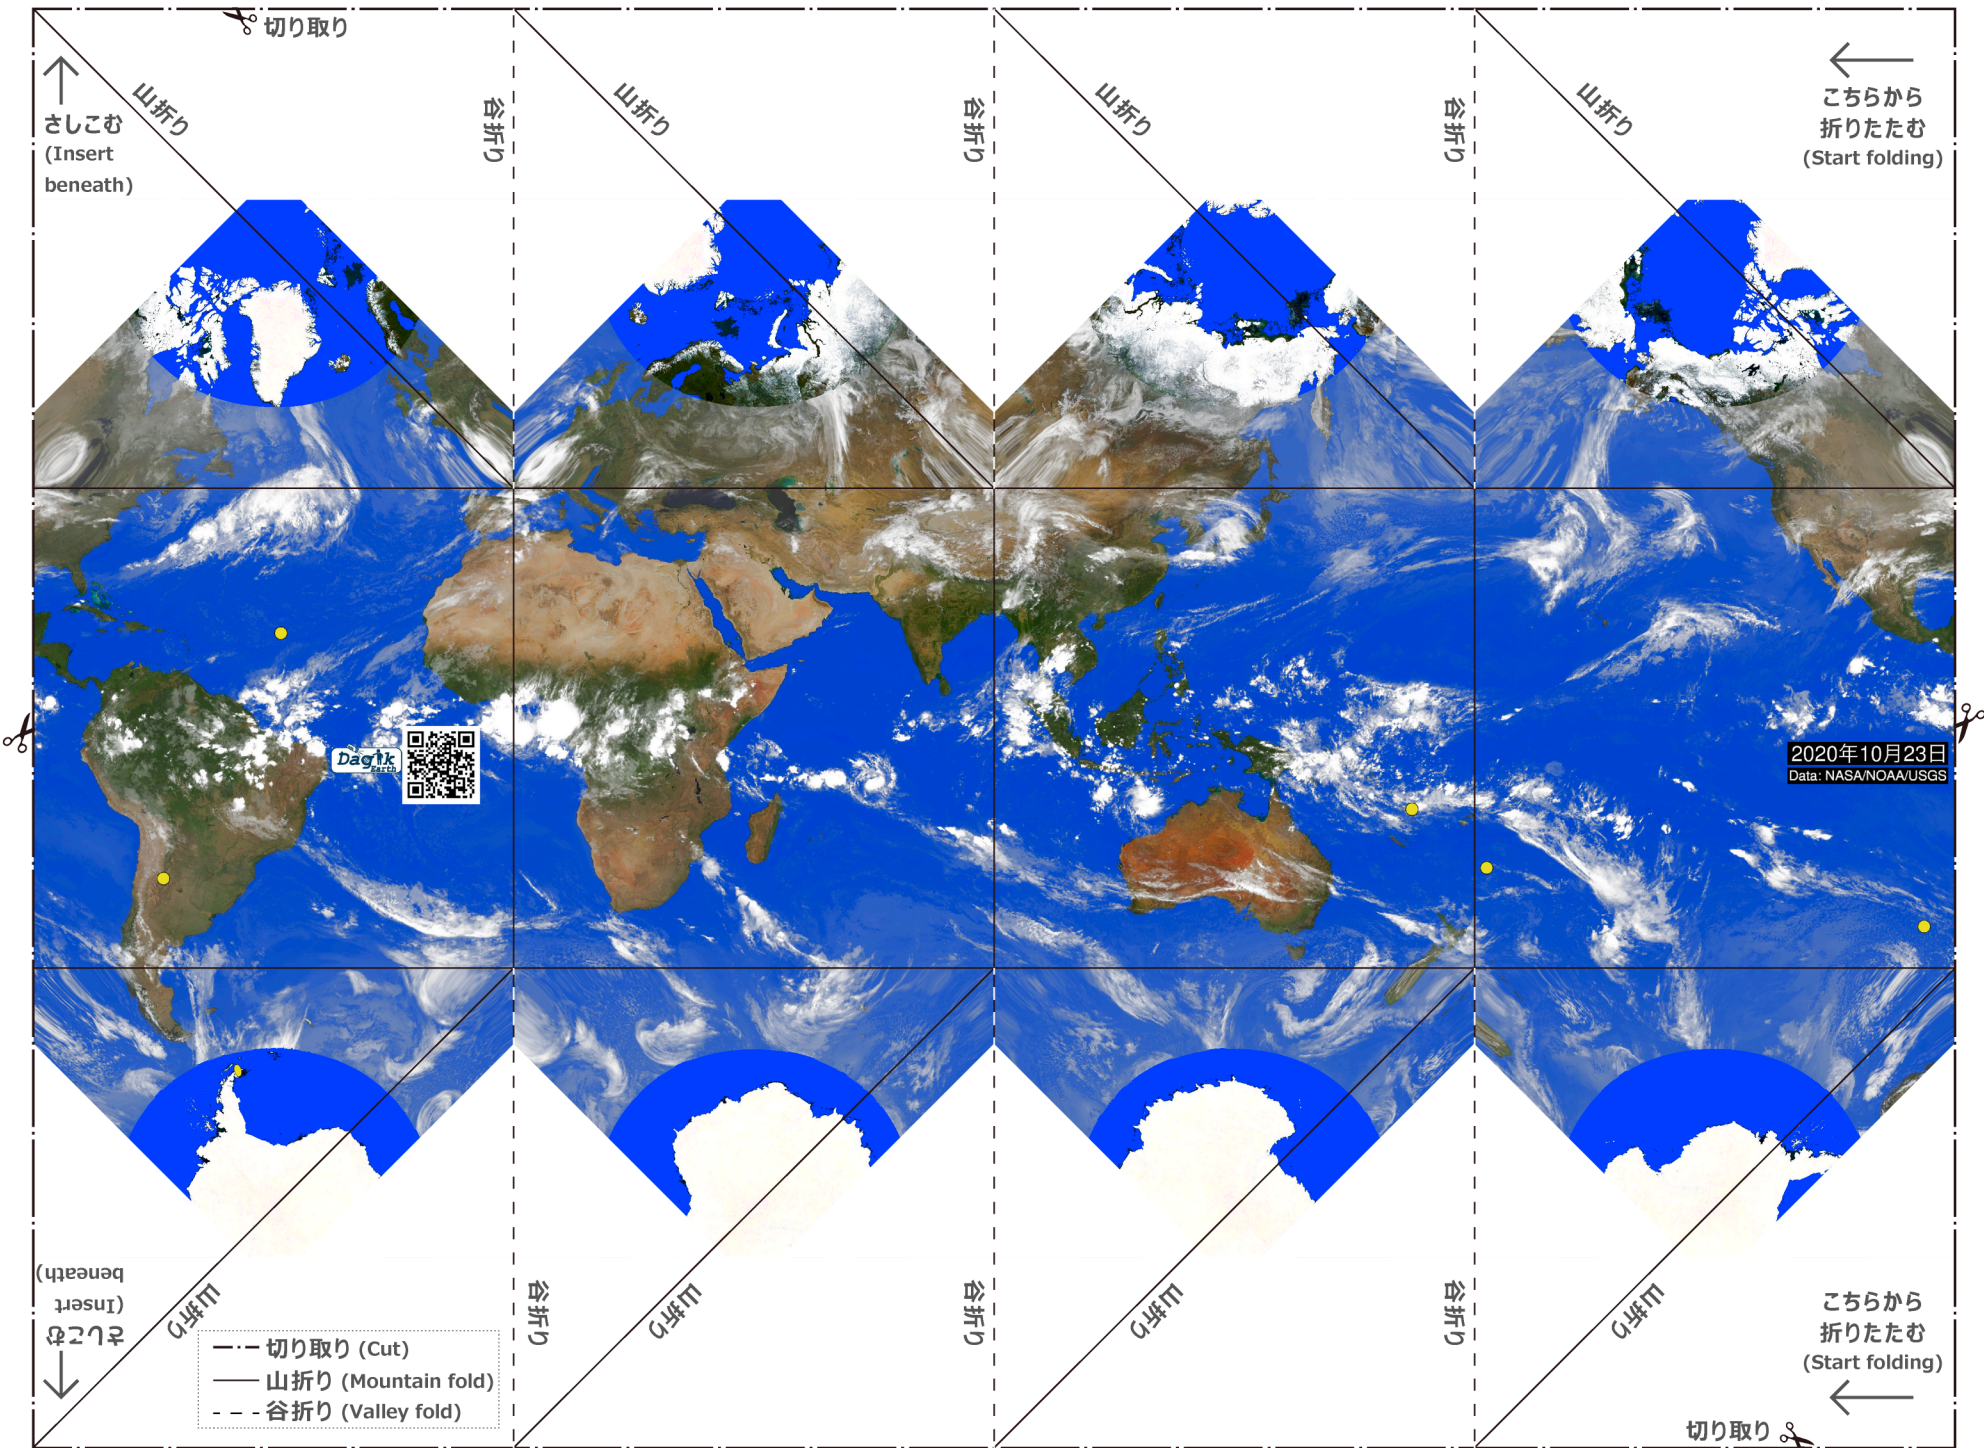 切り取り
さしこむ
(Insert
beneath)
山折り
谷折り
山折り
谷折り
山折り
谷折り
山折り
こちらから
折りたたむ
(Start folding)
Dagik
Earth
2020年10月23日
Data: NASA/NOAA/USGS
さしこむ
(Insert
beneath)
山折り
谷折り
山折り
谷折り
山折り
谷折り
山折り
こちらから
折りたたむ
(Start folding)
切り取り (Cut)
山折り (Mountain fold)
谷折り (Valley fold)
切り取り